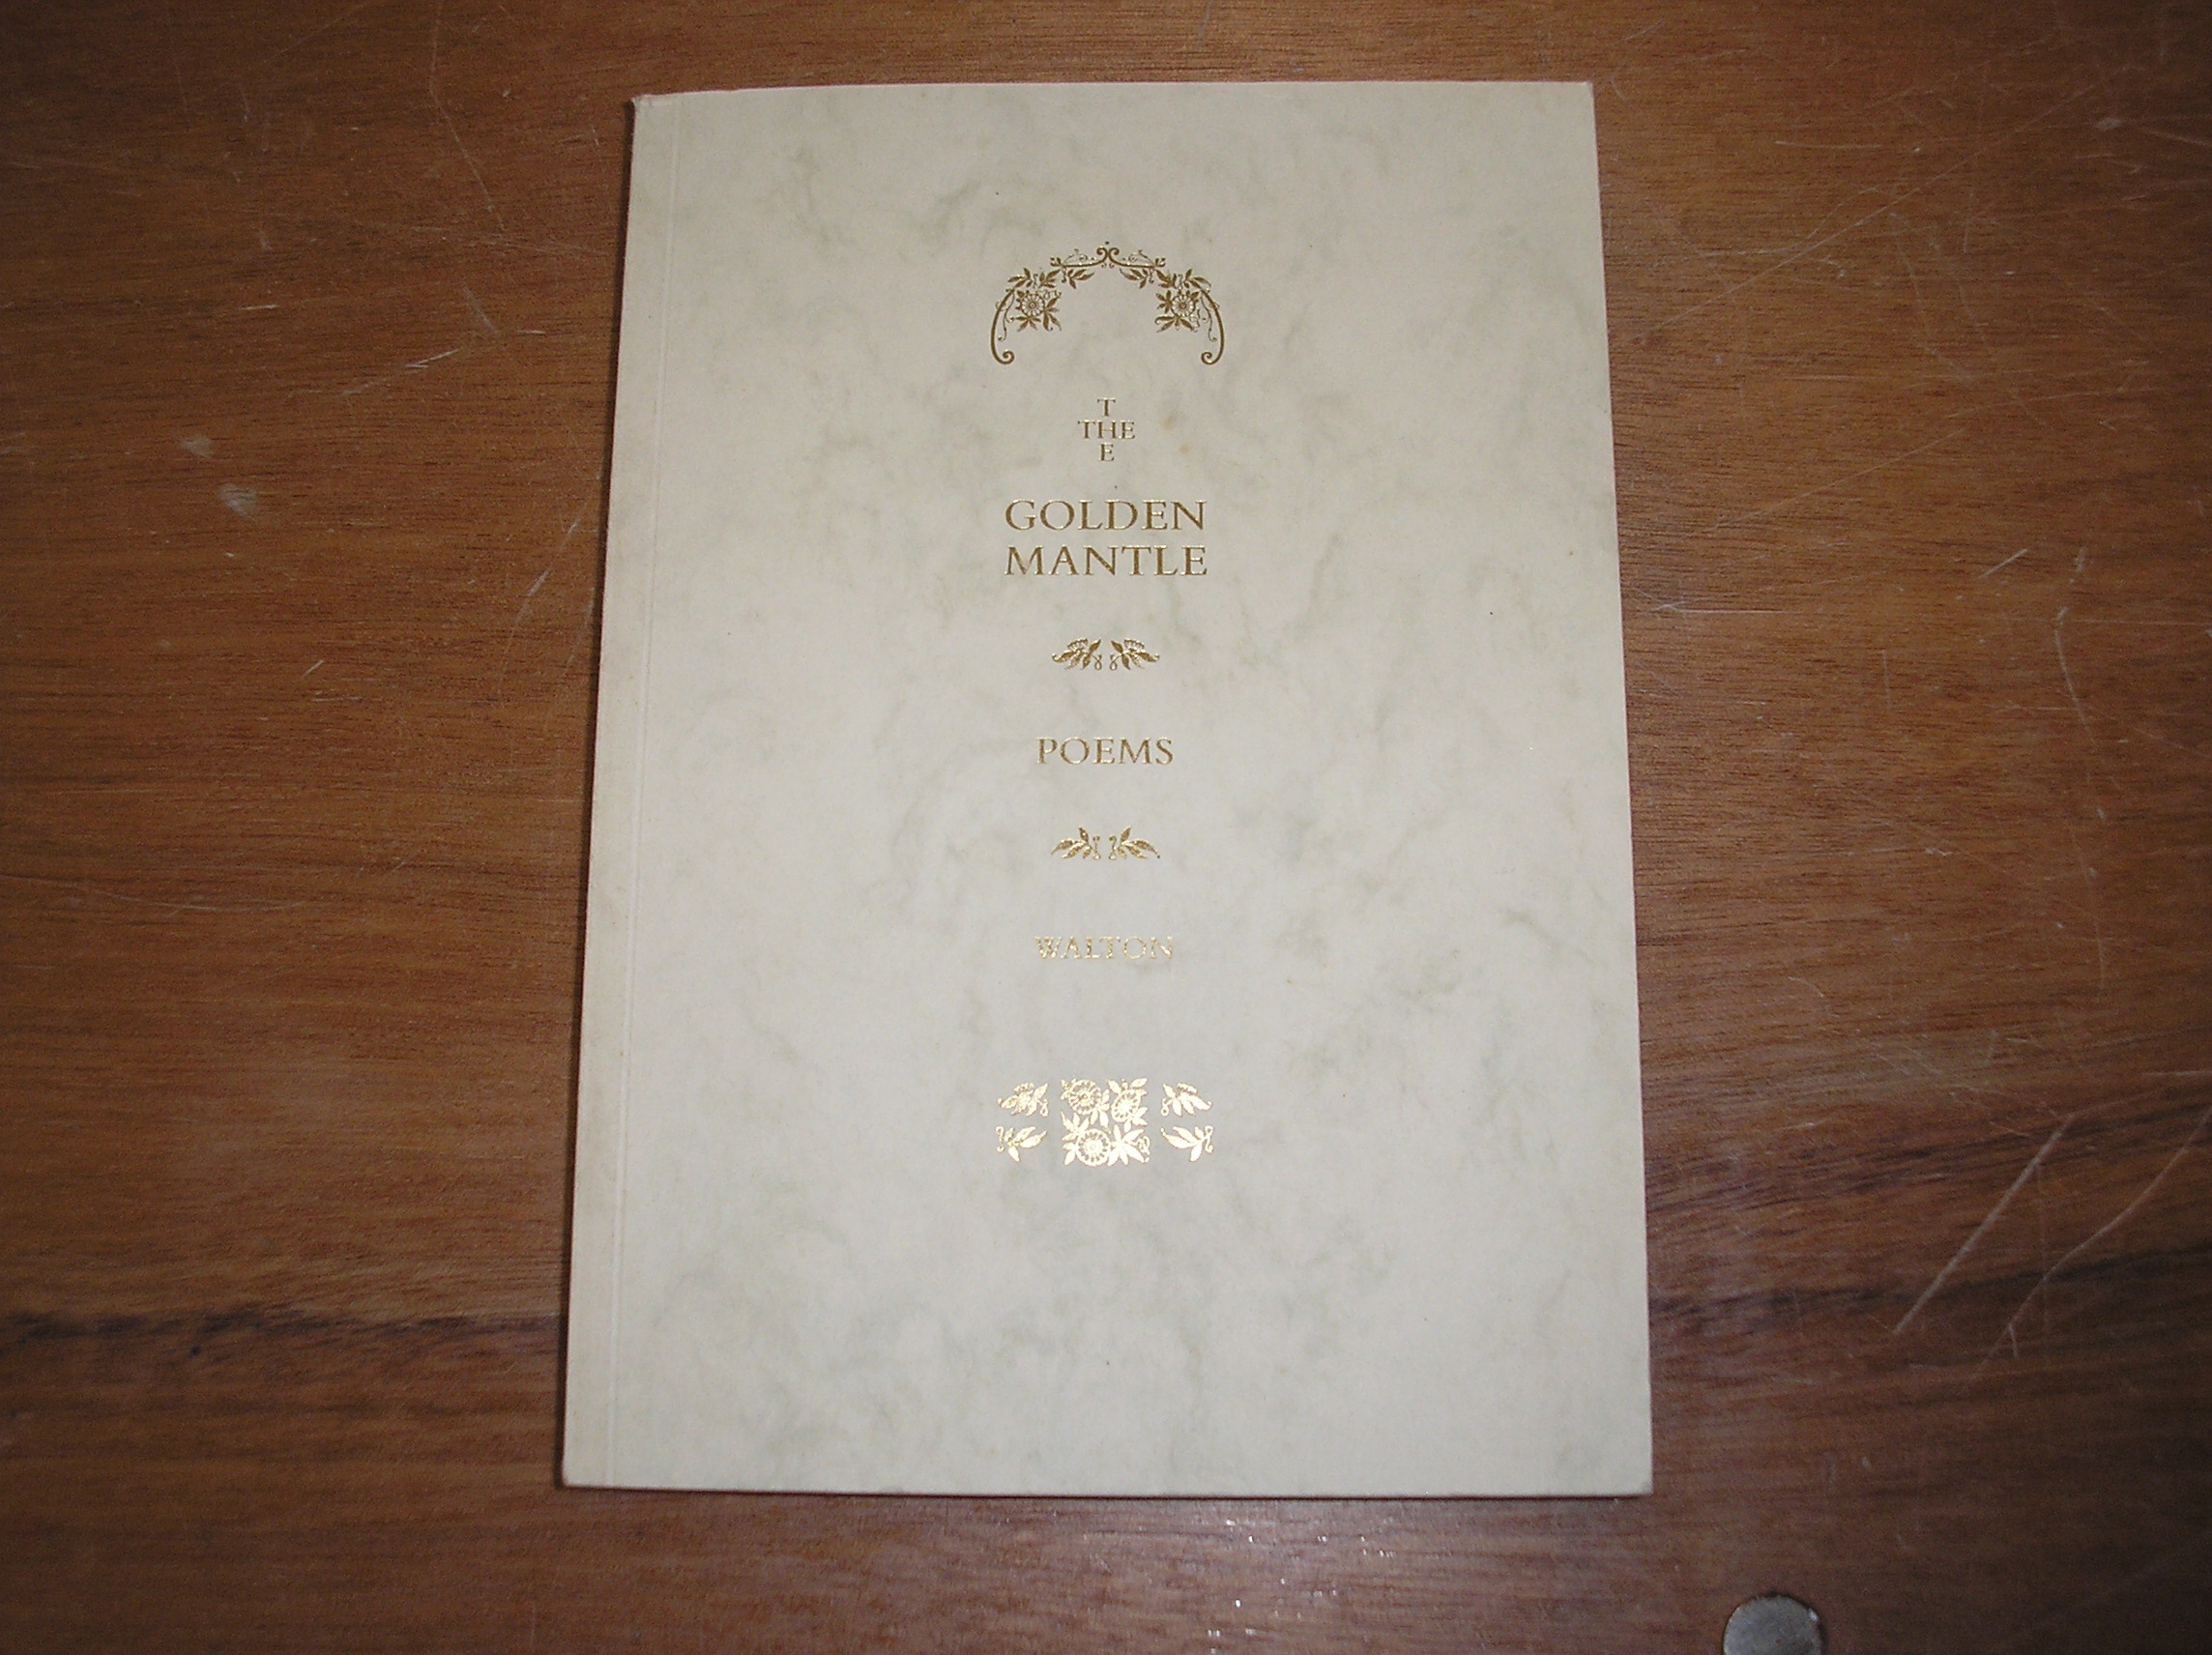 T
THE
E
GOLDEN
MANTLE
POEMS
WALTON